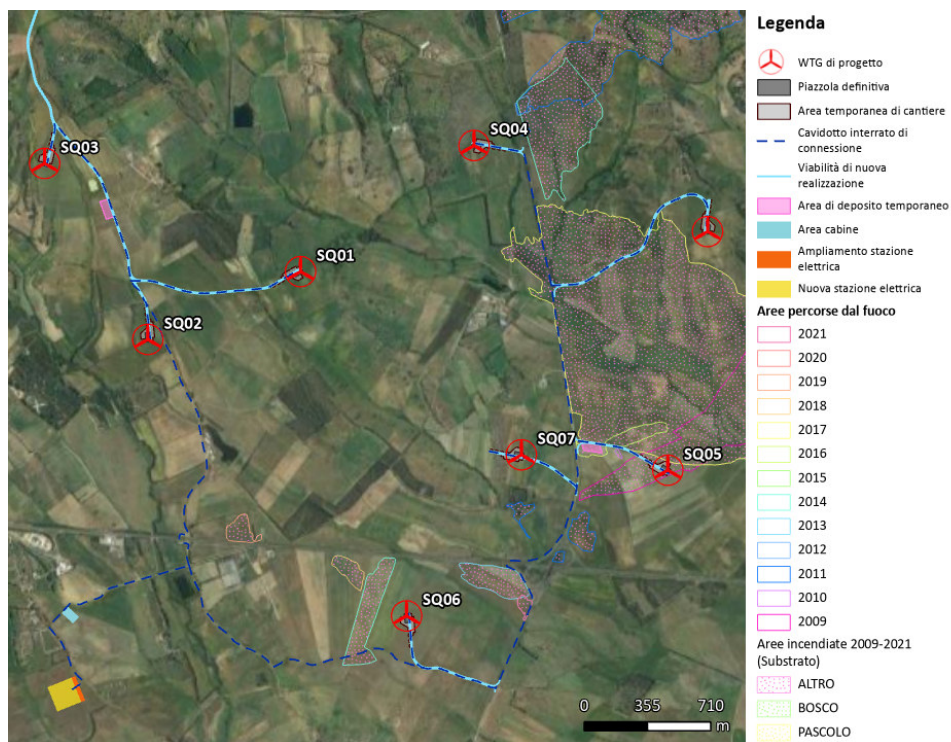 SQ03
SQ04
SQ01
SQ02
SQ07
SQ05
SQ06
0 355 710
m
Legenda
WTG di progetto
Piazzola definitiva
Area temporanea di cantiere
Cavidotto interrato di
connessione
Viabilità di nuova
realizzazione
Area di deposito temporaneo
Area cabine
Ampliamento stazione
elettrica
Nuova stazione elettrica
Aree percorse dal fuoco
2021
2020
2019
2018
2017
2016
2015
2014
2013
2012
2011
2010
2009
Aree incendiate 2009-2021
(Substrato)
ALTRO
BOSCO
PASCOLO